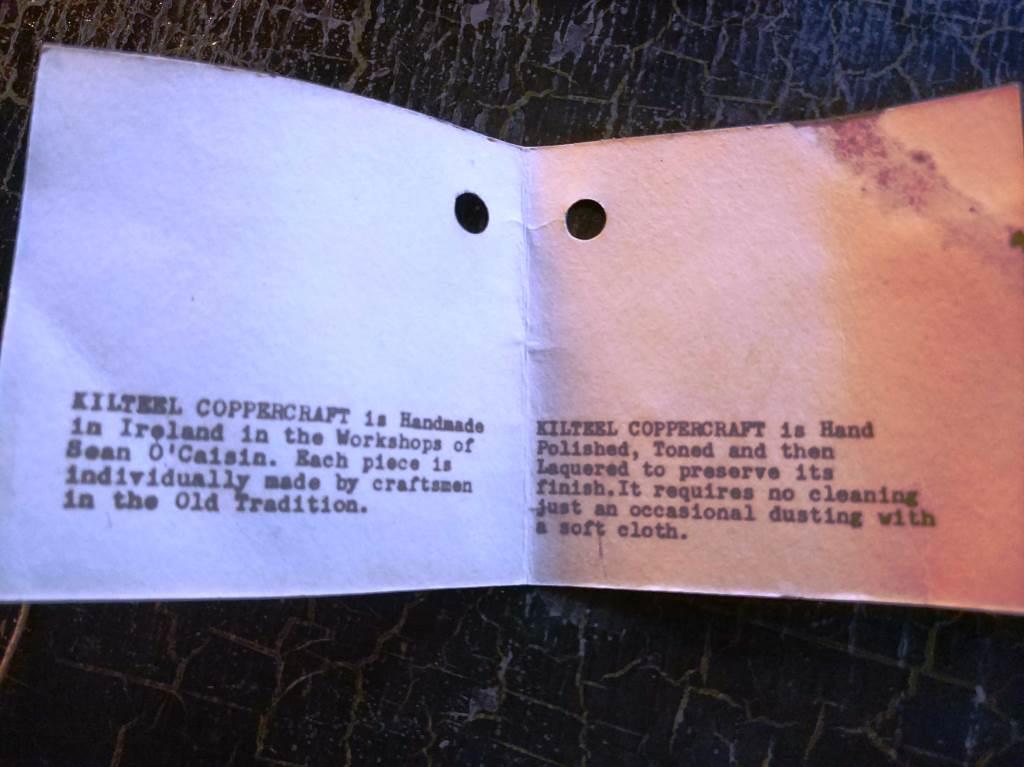 KILTEEL COPPERCRAFT is Handmade
in Ireland in the Workshops of
Sean O'Caisin. Each piece is
individually made by craftsmen
in the Old Tradition.
KILTEEL COPPERCRAFT is Hand
Polished, Toned and then
Laquered to preserve its
finish.It requires no cleaning
just an occasional dusting with
a soft cloth.